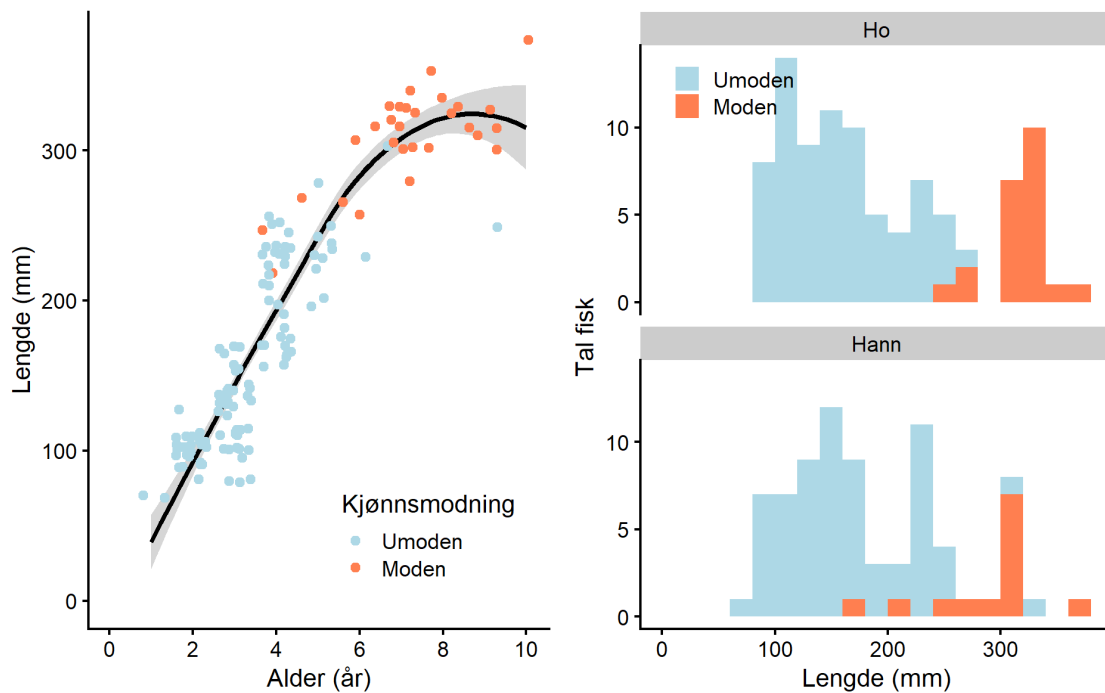 Lengde (mm)
300
200
100
0
Kjønnsmodning
Umoden
Moden
0 2 4 6 8 10
Alder (år)
Ho
Umoden
Moden
10
5
0
Tal fisk
Hann
10
5
0
0 100 200 300
Lengde (mm)